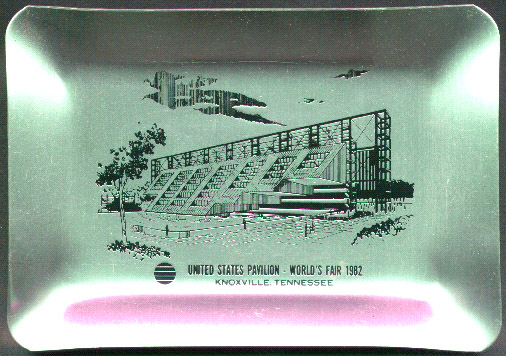 UNITED STATES PAVILION - WORLD'S FAIR 1982
KNOXVILLE, TENNESSEE